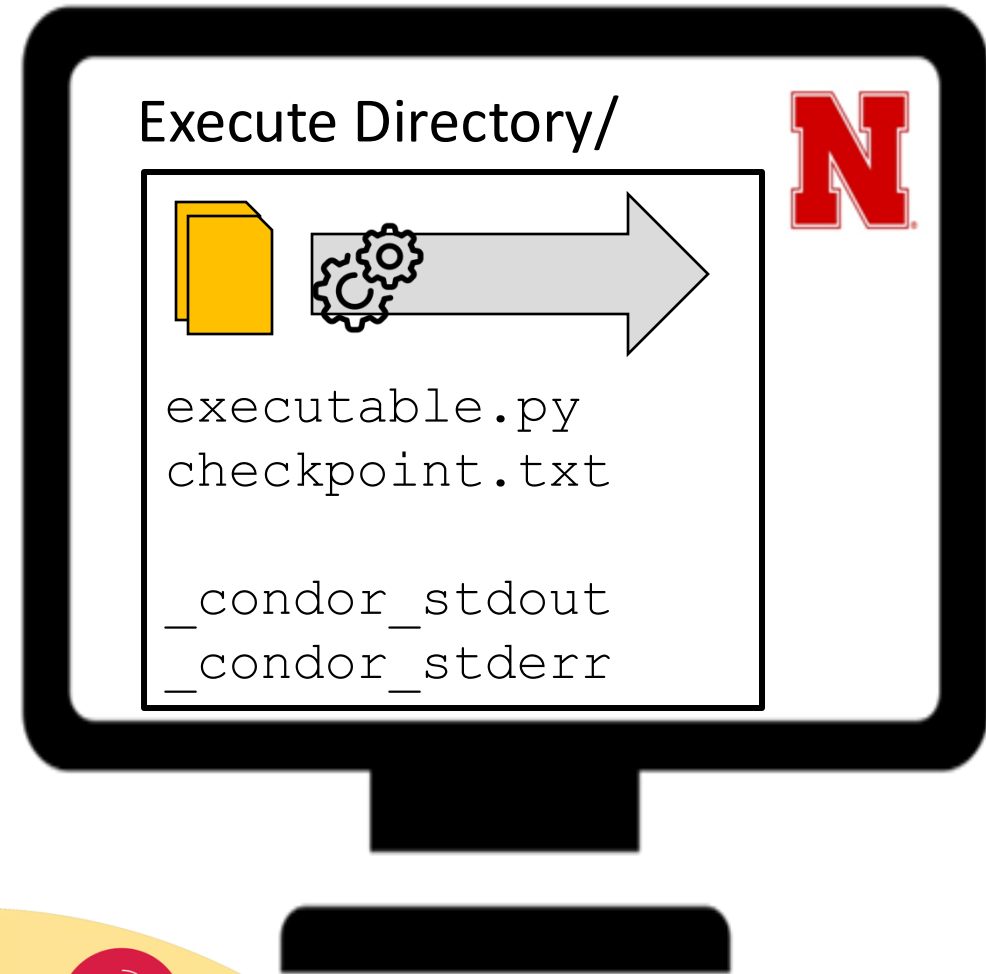 Execute Directory/
N
executable.py
checkpoint.txt
_condor_stdout
_condor_stderr